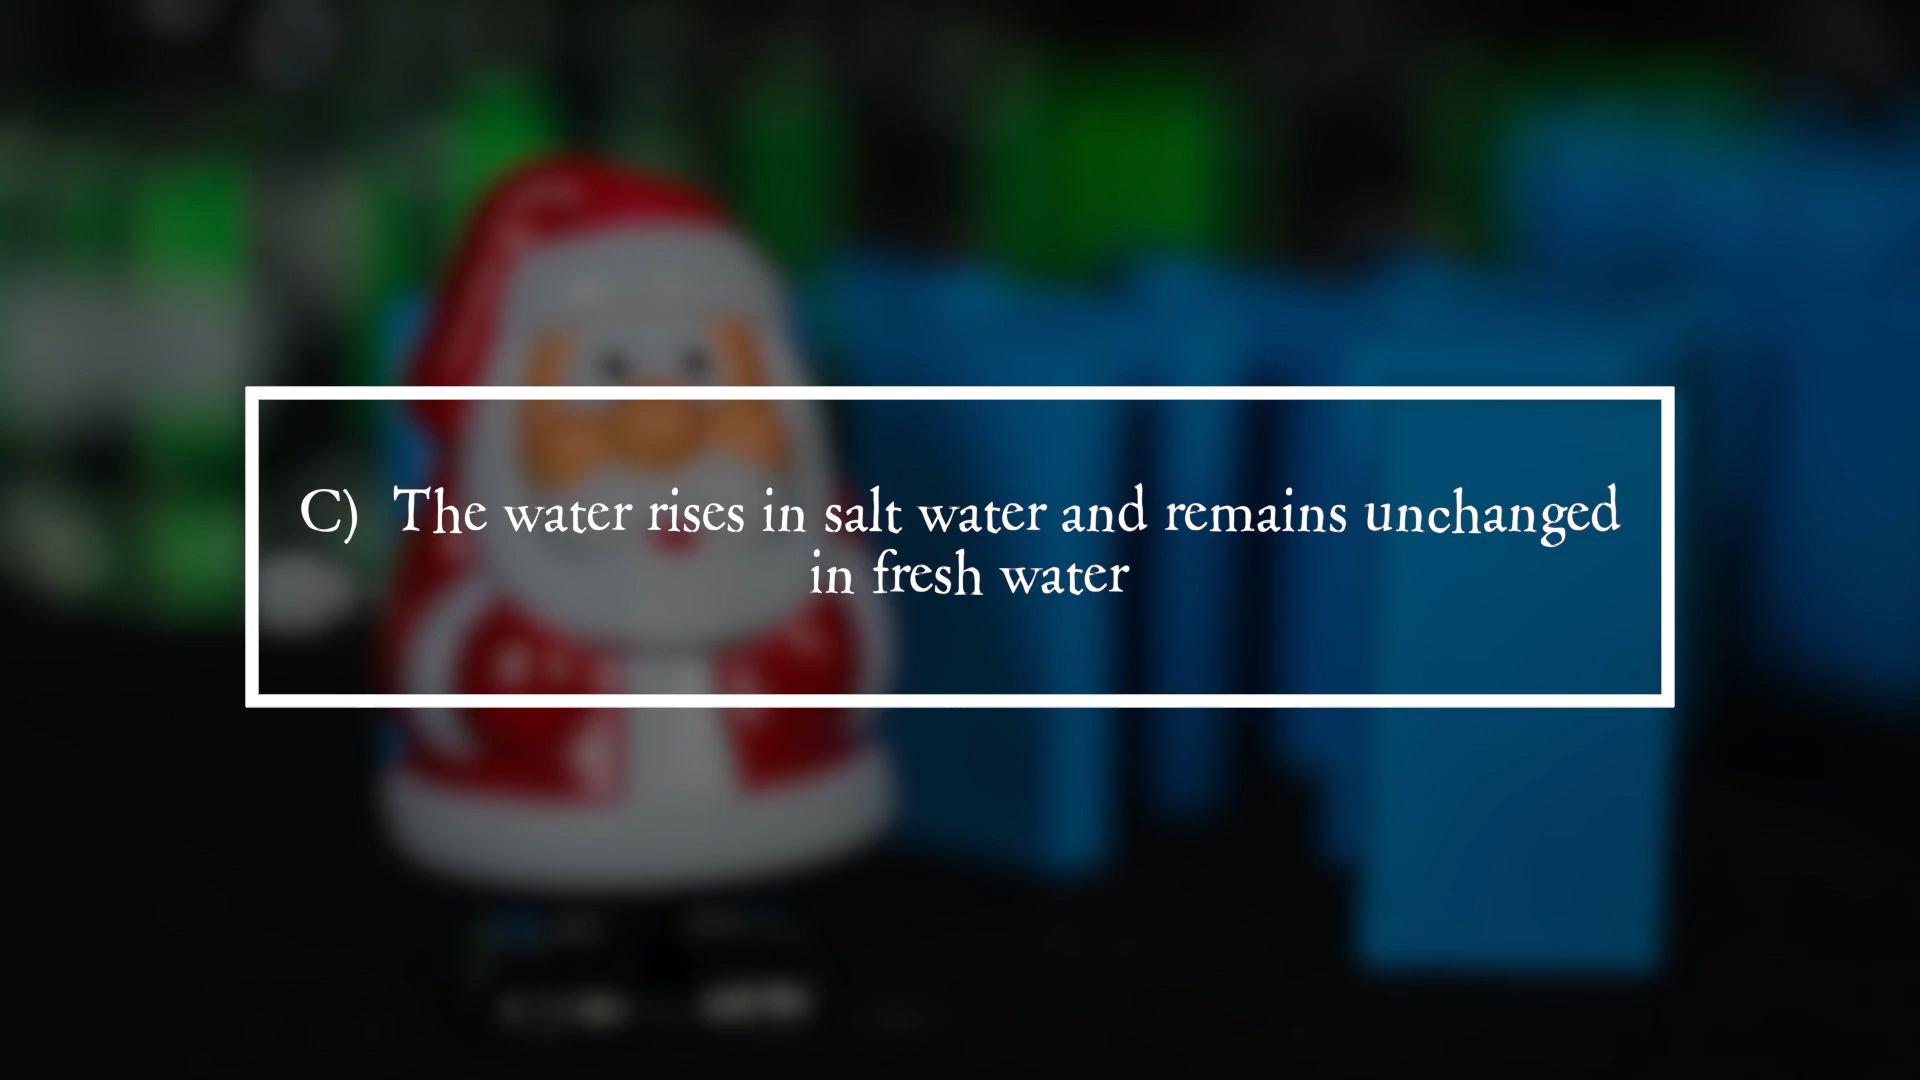 C) The water rises in salt water and remains unchanged
in fresh water